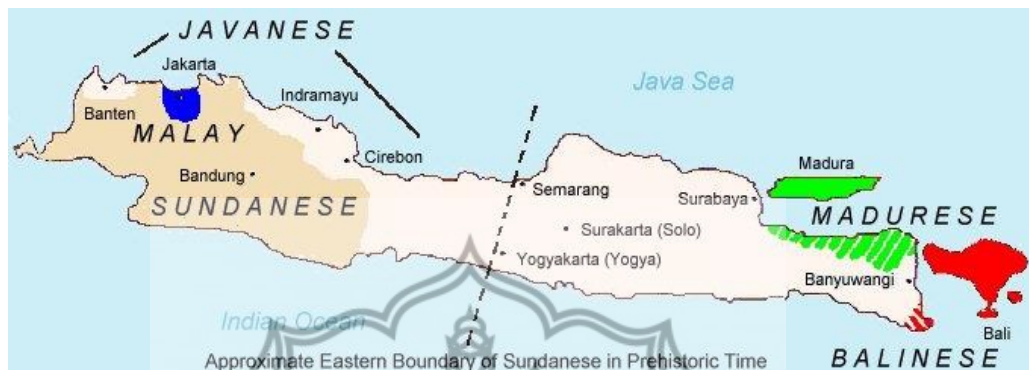 JAVANESE
Jakarta
Java Sea
Indramayu
Banten
MALAY
Cirebon
Madura
Bandung
Semarang
Surabaya
SUNDANESE
MADURESE
Surakarta (Solo)
Yogyakarta (Yogya)
Banyuwangi
Indian Ocean
Bali
Approximate Eastern Boundary of Sundanese in Prehistoric Time
BALINESE